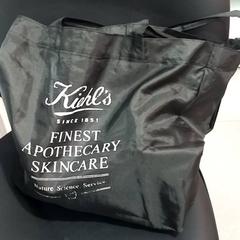 Kiehl's
SINCE 1851
FINEST
APOTHECARY
SKINCARE
Nature Science Service